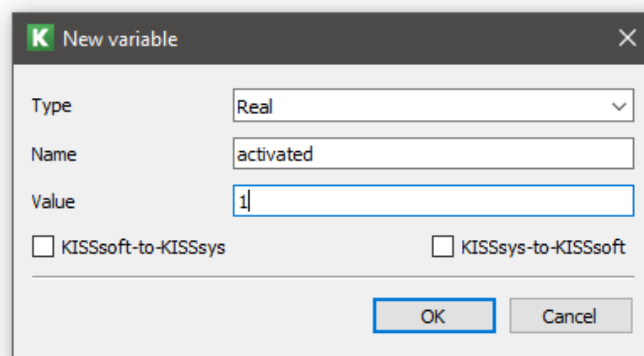 K New variable
Type Real
Name activated
Value 1
KISSsoft-to-KISSsys KISSsys-to-KISSsoft
OK Cancel